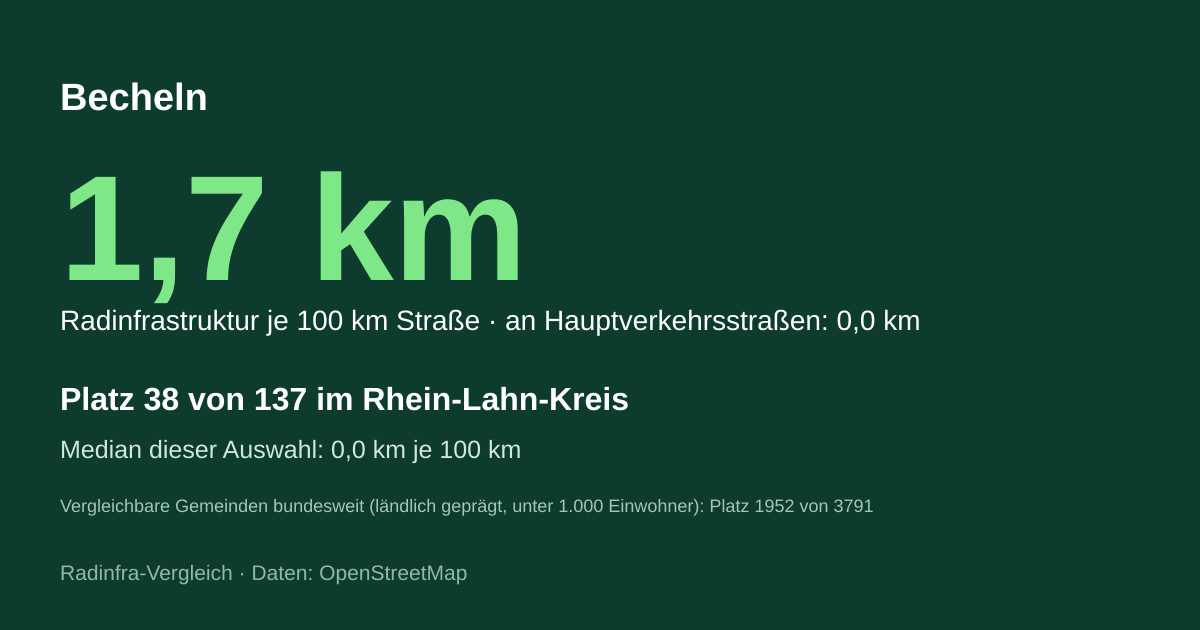 Becheln
1,7 km
Radinfrastruktur je 100 km Straße · an Hauptverkehrsstraßen: 0,0 km
Platz 38 von 137 im Rhein-Lahn-Kreis
Median dieser Auswahl: 0,0 km je 100 km
Vergleichbare Gemeinden bundesweit (ländlich geprägt, unter 1.000 Einwohner): Platz 1952 von 3791
Radinfra-Vergleich · Daten: OpenStreetMap